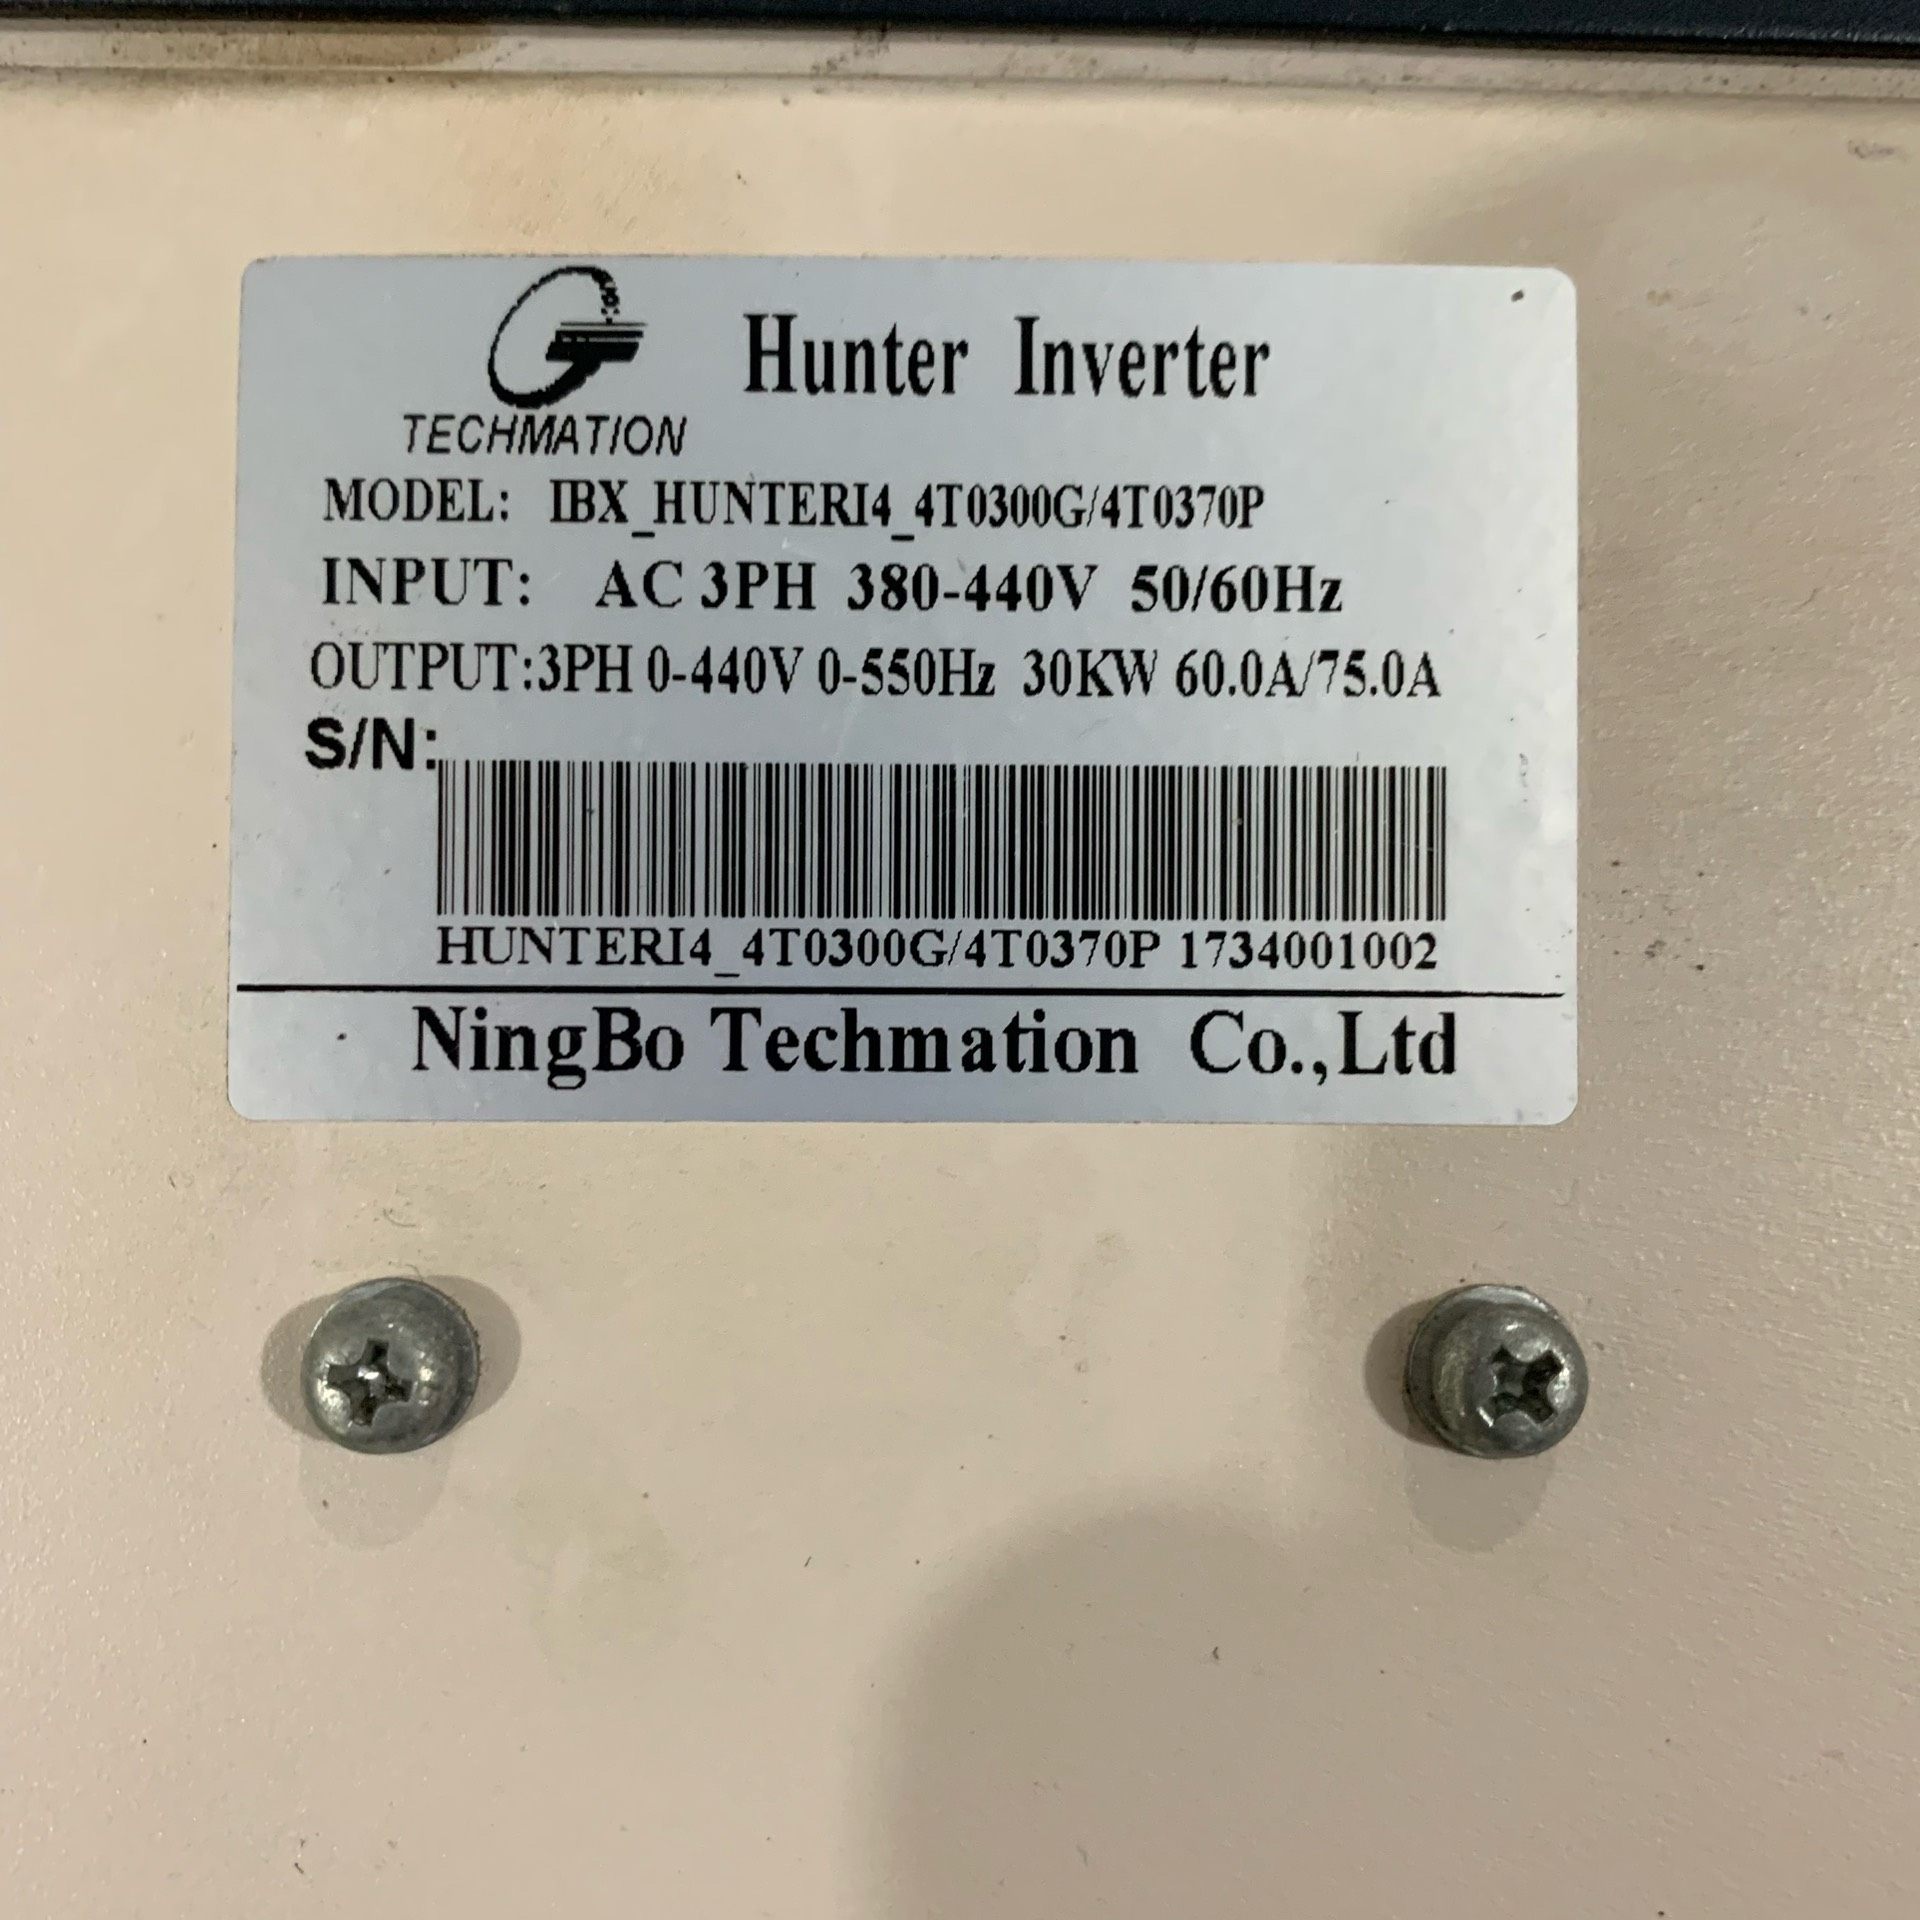 Hunter Inverter
TECHMATION
MODEL: IBX_HUNTERI4_4T0300G/4T0370P
INPUT: AC 3PH 380-440V 50/60Hz
OUTPUT:3PH 0-440V 0-550Hz 30KW 60.0A/75.0A
S/N:
HUNTERI4_4T0300G/4T0370P 1734001002
NingBo Techmation Co.,Ltd